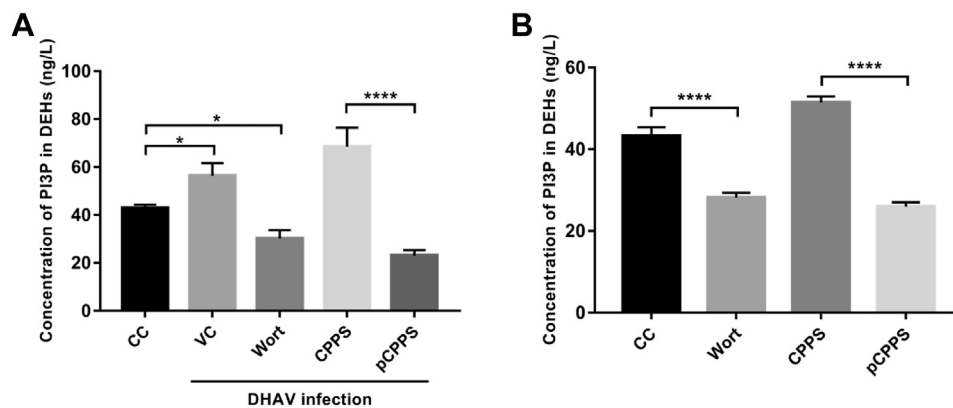 A
Concentration of PI3P in DEHs (ng/L)
100
80
60
40
20
0
*
*
****
CC
VC
Wort
CPPS
pCPPS
DHAV infection
B
Concentration of PI3P in DEHs (ng/L)
60
40
20
0
****
****
CC
Wort
CPPS
pCPPS